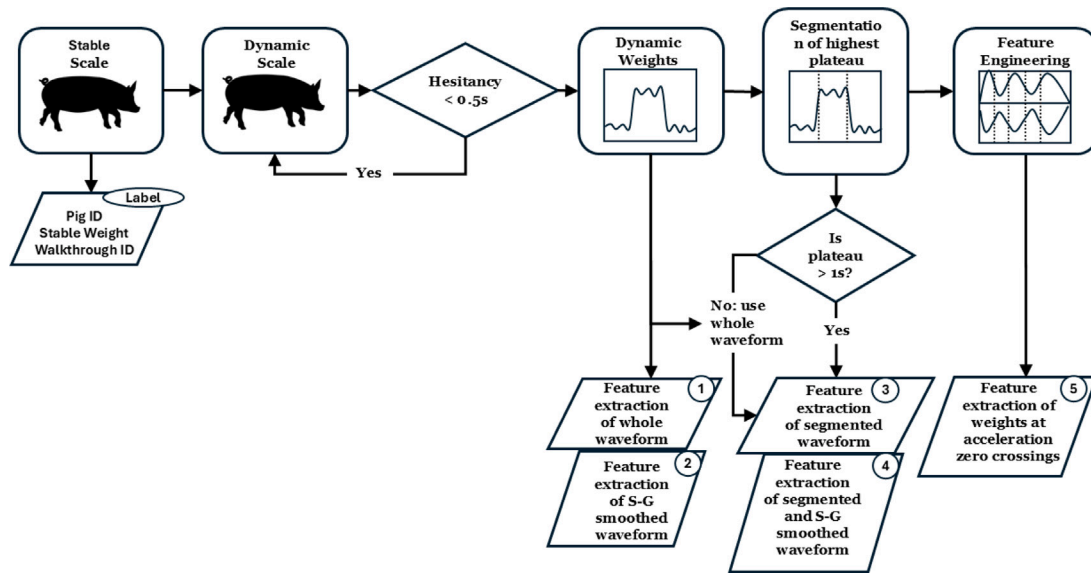 Stable
Scale
Dynamic
Scale
Hesitancy
< 0.5s
Yes
Dynamic
Weights
Segmentatio
n of highest
plateau
Feature
Engineering
Label
Pig ID
Stable Weight
Walkthrough ID
Is
plateau
> 1s?
No: use
whole
waveform
Yes
1
Feature
extraction
of whole
waveform
2
Feature
extraction
of S-G
smoothed
waveform
3
Feature
extraction
of segmented
waveform
4
Feature
extraction
of segmented
and S-G
smoothed
waveform
5
Feature
extraction of
weights at
acceleration
zero crossings